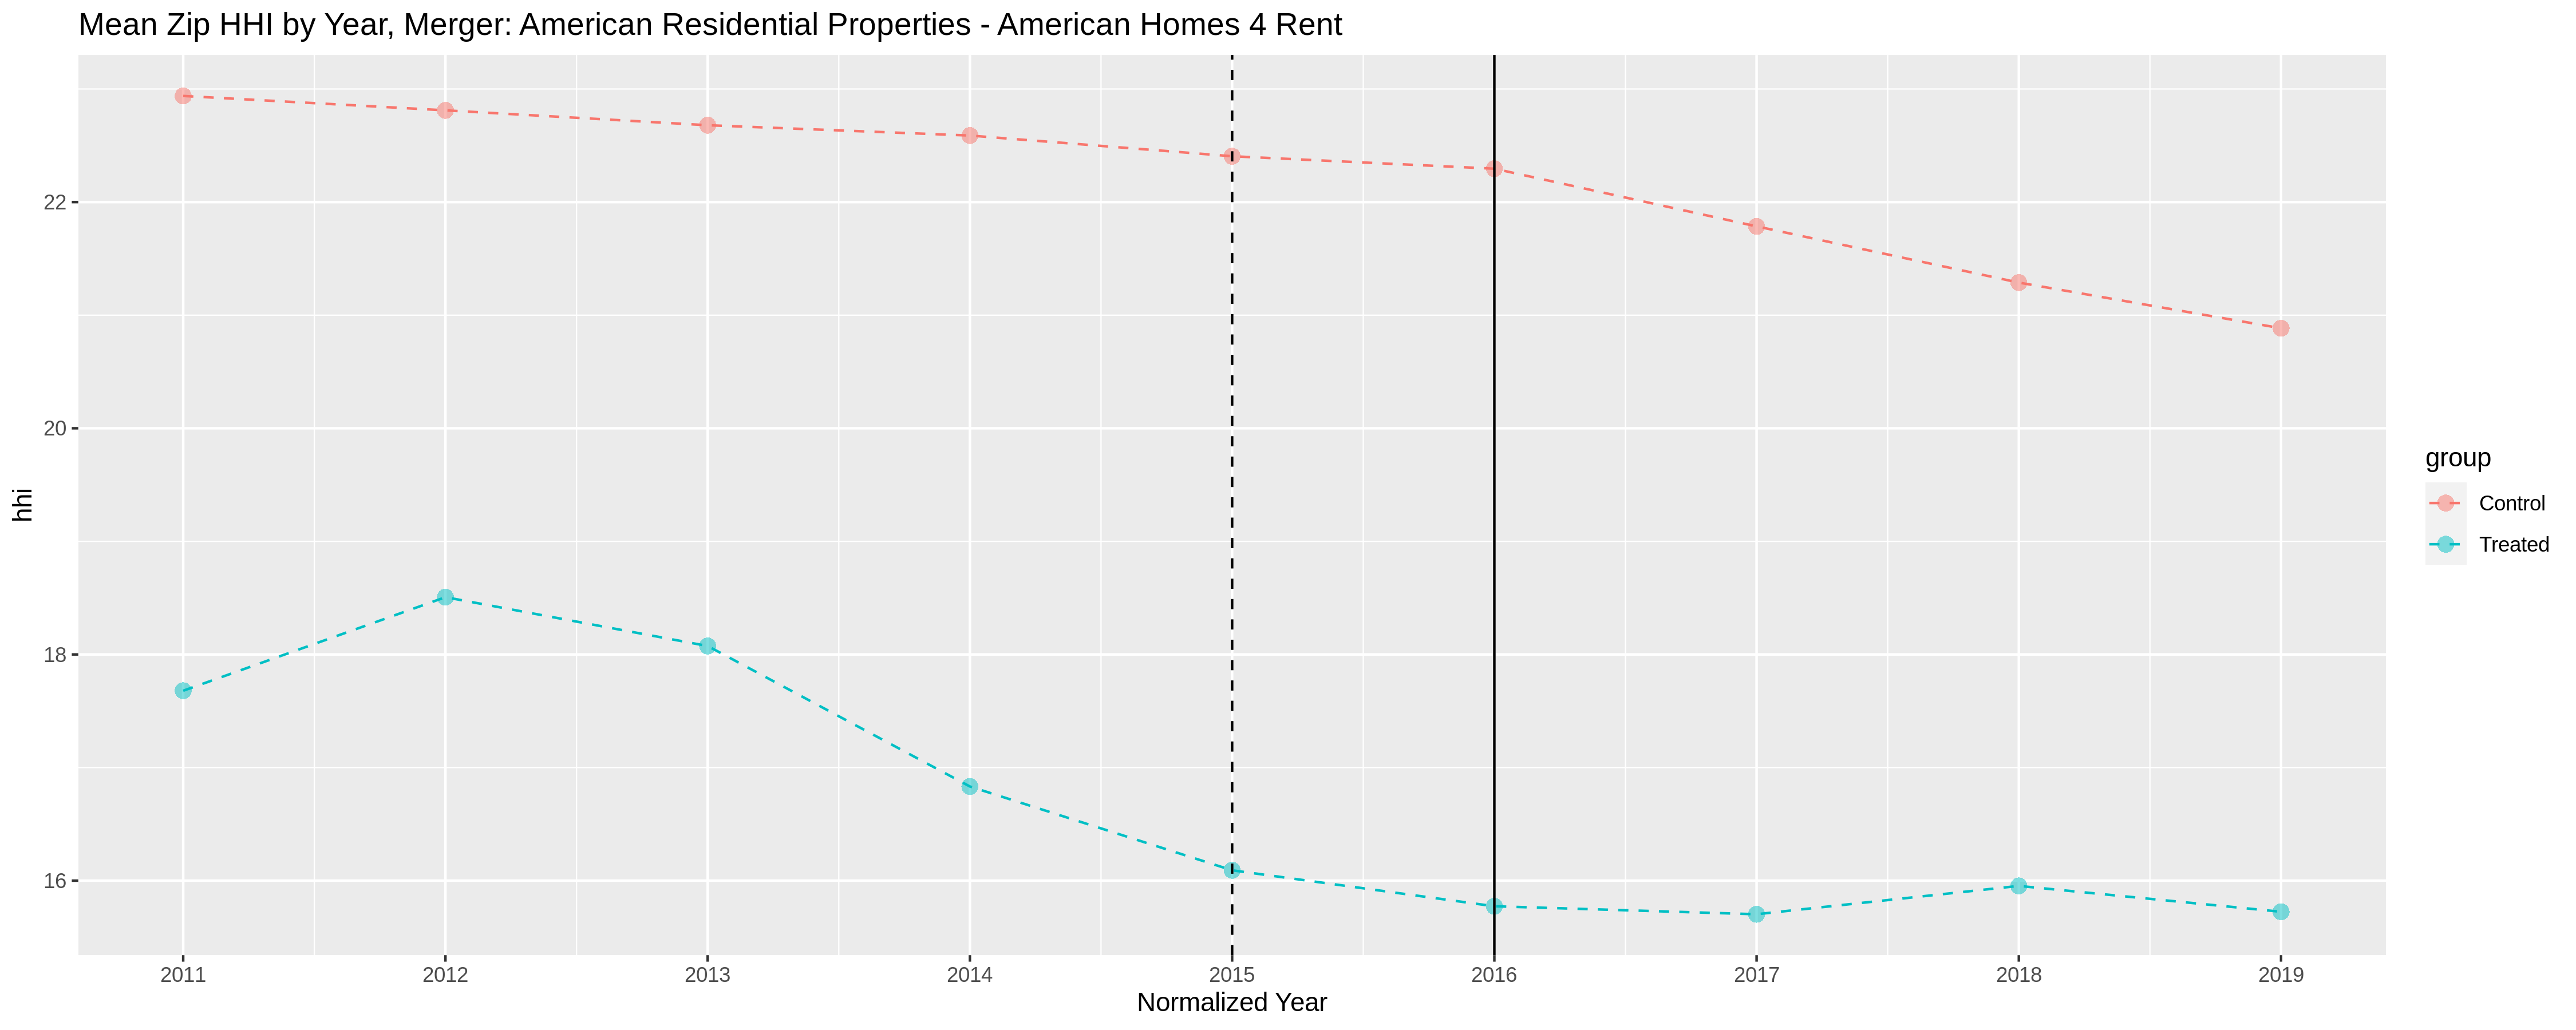 Mean Zip HHI by Year, Merger: American Residential Properties - American Homes 4 Rent
22
20
18
16
hhi
2011 2012 2013 2014 2015 2016 2017 2018 2019
Normalized Year
group
Control
Treated